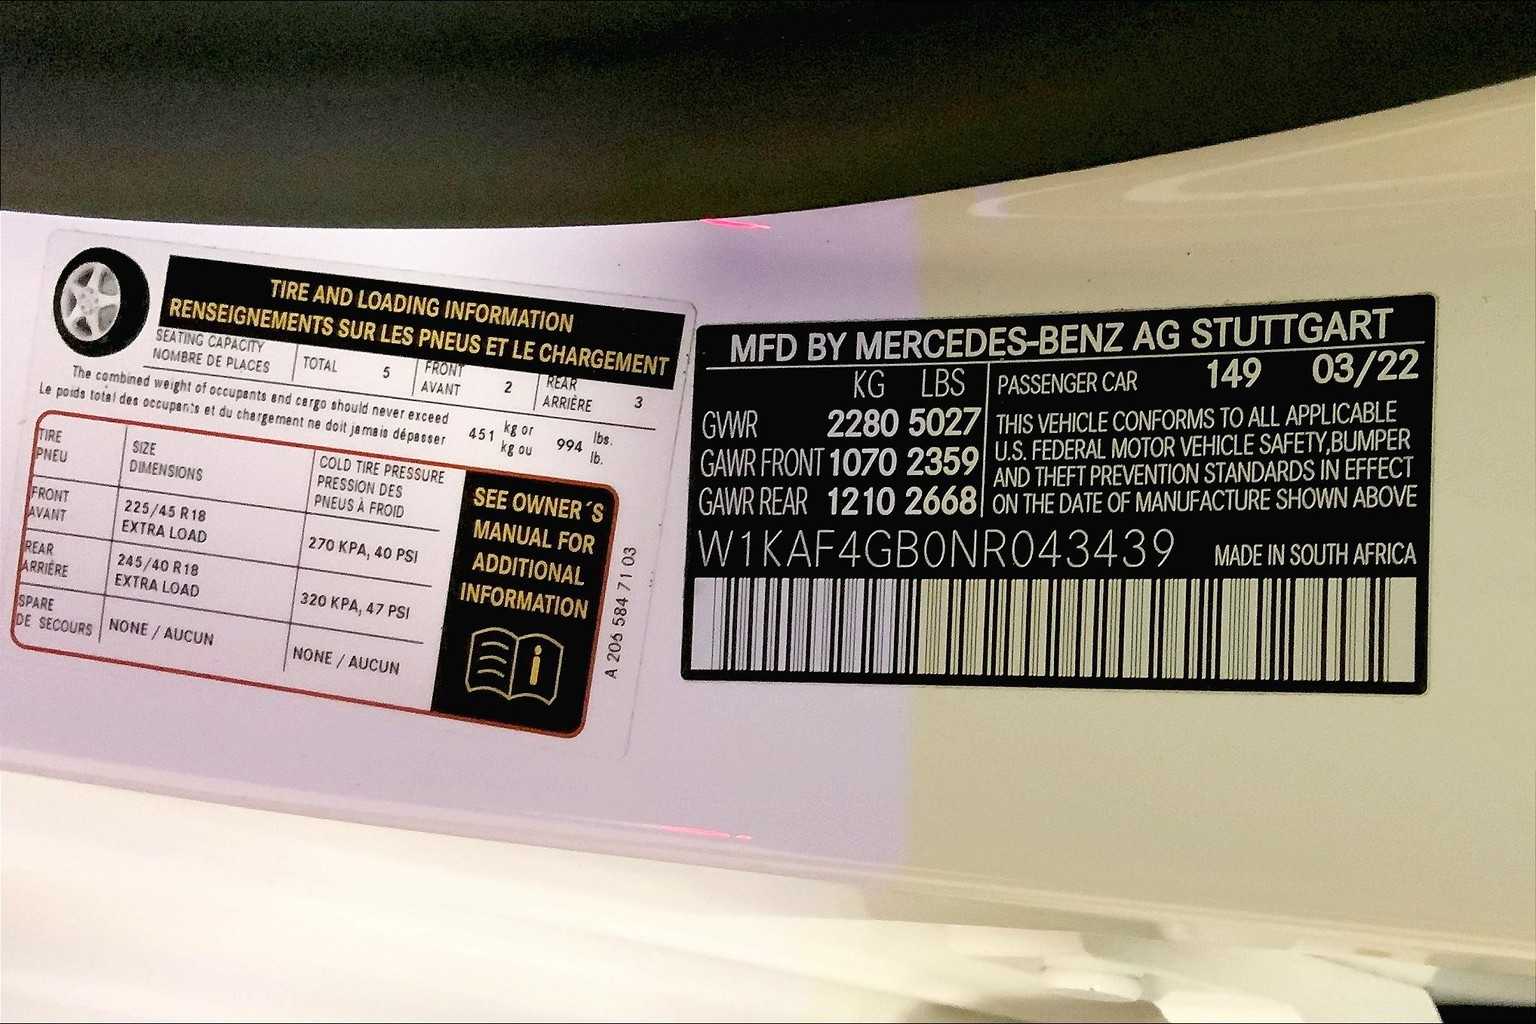 TIRE AND LOADING INFORMATION
RENSEIGNEMENTS SUR LES PNEUS ET LE CHARGEMENT
SEATING CAPACITY
NOMBRE DE PLACES
TOTAL 5
FRONT
AVANT 2
REAR
ARRIÈRE 3
The combined weight of occupants and cargo should never exceed
Le poids total des occupants et du chargement ne doit jamais dépasser
451 kg or
kg ou
994 lbs.
lb.
TIRE
PNEU
SIZE
DIMENSIONS
COLD TIRE PRESSURE
PRESSION DES
PNEUS À FROID
FRONT
AVANT
225/45 R18
EXTRA LOAD
270 KPA, 40 PSI
REAR
ARRIÈRE
245/40 R18
EXTRA LOAD
320 KPA, 47 PSI
SPARE
DE SECOURS
NONE / AUCUN
NONE / AUCUN
SEE OWNER´S
MANUAL FOR
ADDITIONAL
INFORMATION
i
A 206 584 71 03
MFD BY MERCEDES-BENZ AG STUTTGART
KG LBS
GVWR 2280 5027
GAWR FRONT 1070 2359
GAWR REAR 1210 2668
PASSENGER CAR 149 03/22
THIS VEHICLE CONFORMS TO ALL APPLICABLE
U.S. FEDERAL MOTOR VEHICLE SAFETY,BUMPER
AND THEFT PREVENTION STANDARDS IN EFFECT
ON THE DATE OF MANUFACTURE SHOWN ABOVE
W1KAF4GB0NR043439 MADE IN SOUTH AFRICA